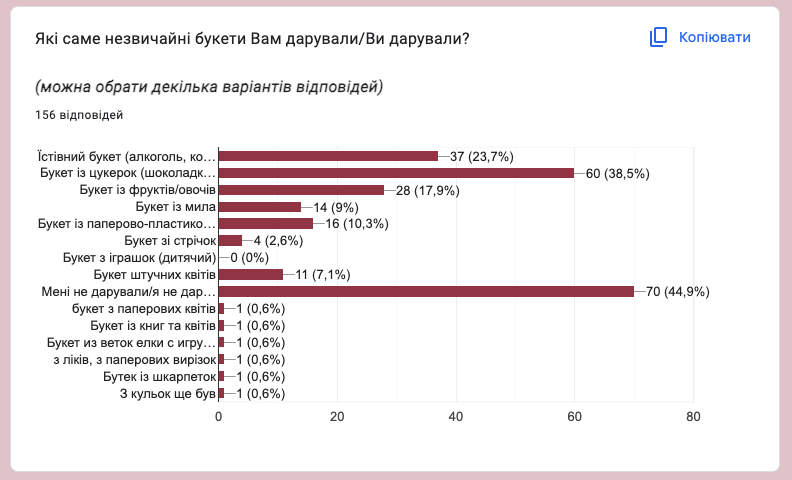 Які саме незвичайні букети Вам дарували/Ви дарували?
Копіювати
(можна обрати декілька варіантів відповідей)
156 відповідей
Їстівний букет (алкоголь, ко…
37 (23,7%)
Букет із цукерок (шоколадк…
60 (38,5%)
Букет із фруктів/овочів
28 (17,9%)
Букет із мила
14 (9%)
Букет із паперово-пластико…
16 (10,3%)
Букет зі стрічок
4 (2,6%)
Букет з іграшок (дитячий)
0 (0%)
Букет штучних квітів
11 (7,1%)
Мені не дарували/я не дар…
70 (44,9%)
букет з паперових квітів
1 (0,6%)
Букет із книг та квітів
1 (0,6%)
Букет из веток елки с игру…
1 (0,6%)
з ліків, з паперових вирізок
1 (0,6%)
Бутек із шкарпеток
1 (0,6%)
З кульок ще був
1 (0,6%)
0 20 40 60 80